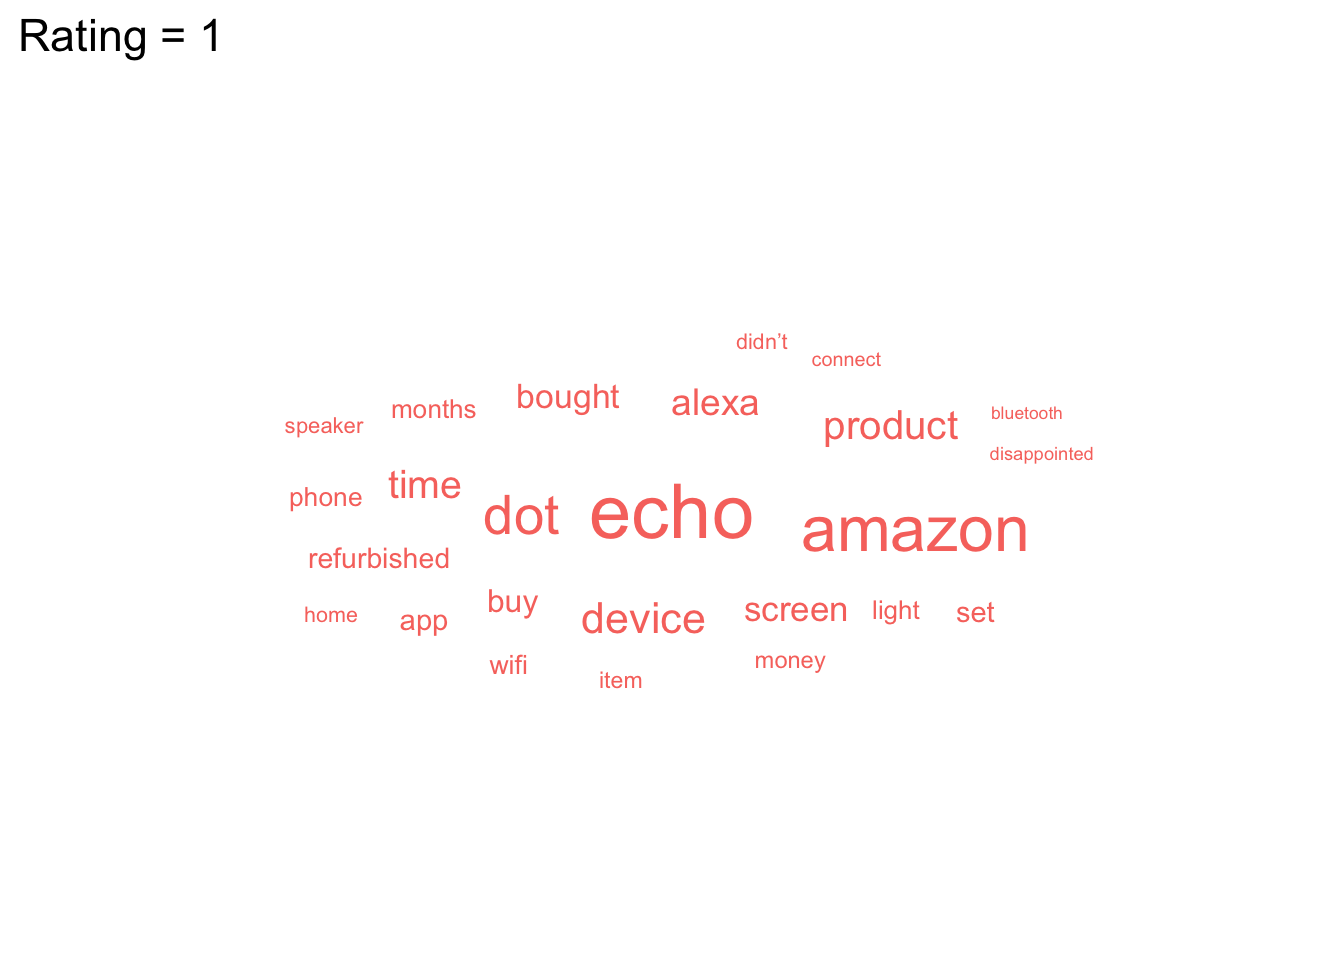 Rating = 1
didn’t
connect
bought
alexa
months
product
bluetooth
speaker
disappointed
time
phone
dot
echo
amazon
refurbished
buy
device
screen
light
set
home
app
wifi
money
item